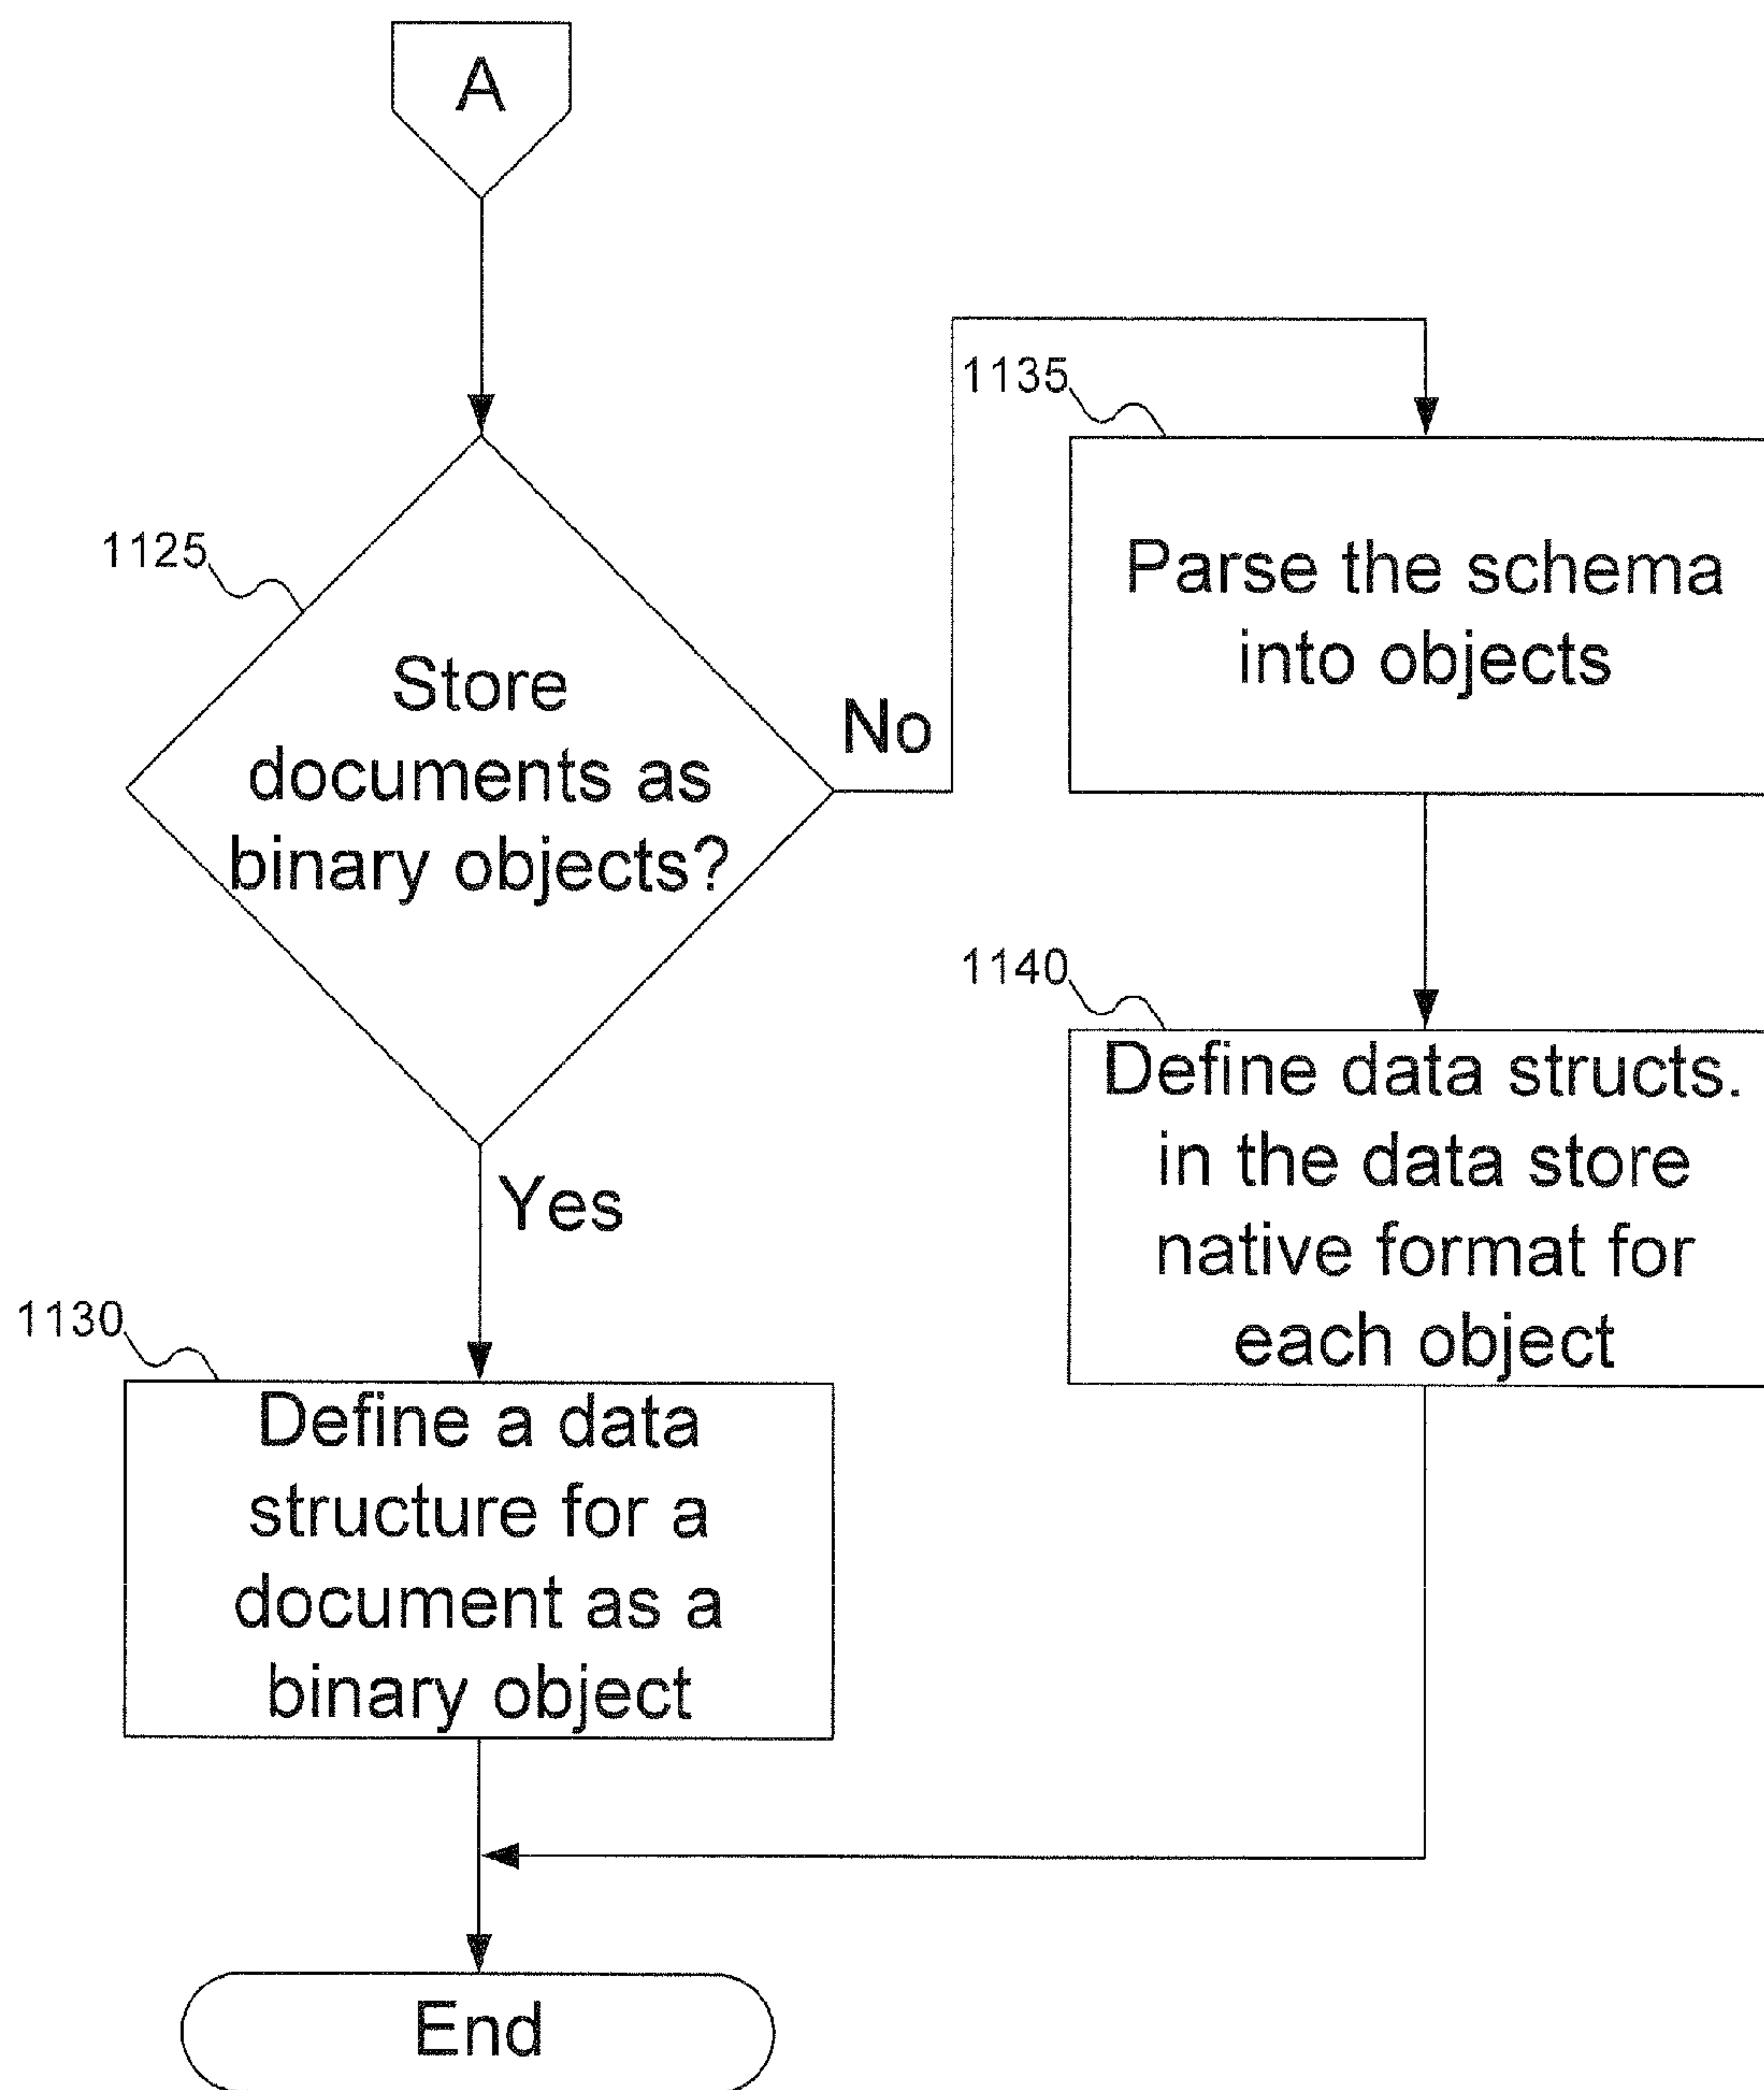 A
1125
Store
documents as
binary objects?
No
Yes
1130
Define a data
structure for a
document as a
binary object
1135
Parse the schema
into objects
1140
Define data structs.
in the data store
native format for
each object
End